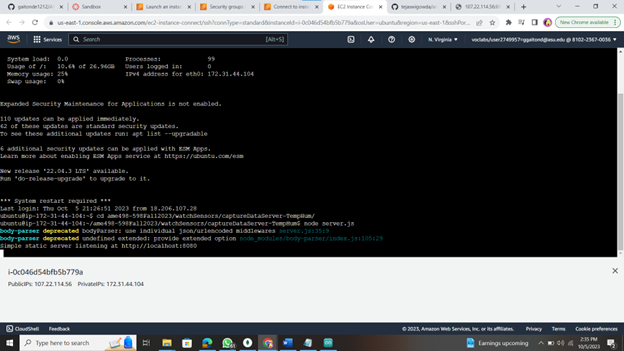 gaitonde1212/
Sandbox
Launch an insta
Security groups
Connect to insta
EC2 Instance Co
tejaswigowda/
107.22.114.56:8
us-east-1.console.aws.amazon.com/ec2-instance-connect/ssh?connType=standard&instanceId=i-0c046d54bfb5b779a&osUser=ubuntu&region=us-east-1&sshPor...
New Chrome available
aws
Services
Search
[Alt+S]
N. Virginia
voclabs/user2749957=ggaitond@asu.edu @ 8102-2567-0036
System load: 0.0 Processes: 99
Usage of /: 10.6% of 26.96GB Users logged in: 0
Memory usage: 25% IPv4 address for eth0: 172.31.44.104
Swap usage: 0%
Expanded Security Maintenance for Applications is not enabled.
110 updates can be applied immediately.
62 of these updates are standard security updates.
To see these additional updates run: apt list --upgradable
6 additional security updates can be applied with ESM Apps.
Learn more about enabling ESM Apps service at https://ubuntu.com/esm
New release '22.04.3 LTS' available.
Run 'do-release-upgrade' to upgrade to it.
*** System restart required ***
Last login: Thu Oct  5 21:26:51 2023 from 18.206.107.28
ubuntu@ip-172-31-44-104:~$ cd ame498-598Fall2023/watchSensors/captureDataServer-TempHum/
ubuntu@ip-172-31-44-104:~/ame498-598Fall2023/watchSensors/captureDataServer-TempHum$ node server.js
body-parser deprecated bodyParser: use individual json/urlencoded middlewares server.js:35:9
body-parser deprecated undefined extended: provide extended option node_modules/body-parser/index.js:105:29
Simple static server listening at http://localhost:8080
i-0c046d54bfb5b779a
PublicIPs: 107.22.114.56 PrivateIPs: 172.31.44.104
CloudShell
Feedback
© 2023, Amazon Web Services, Inc. or its affiliates.
Privacy
Terms
Cookie preferences
Type here to search
Earnings upcoming
2:35 PM
10/5/2023